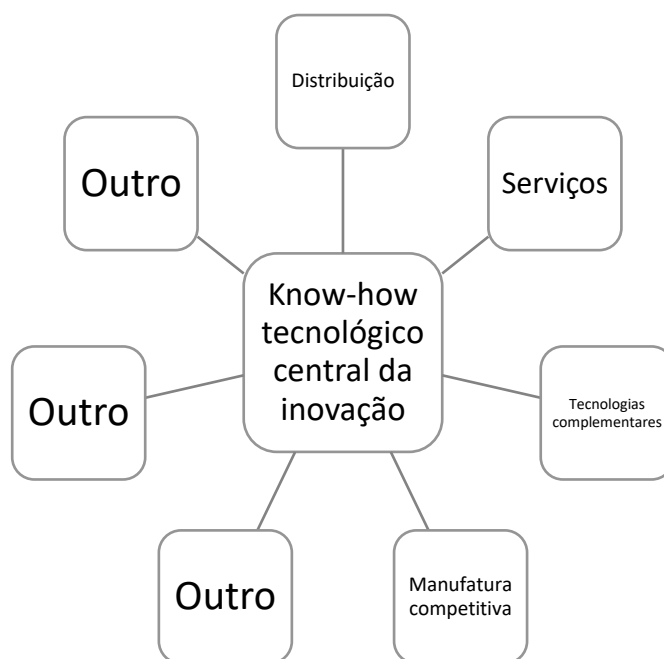 Distribuição
Serviços
Tecnologias
complementares
Manufatura
competitiva
Outro
Outro
Outro
Know-how
tecnológico
central da
inovação